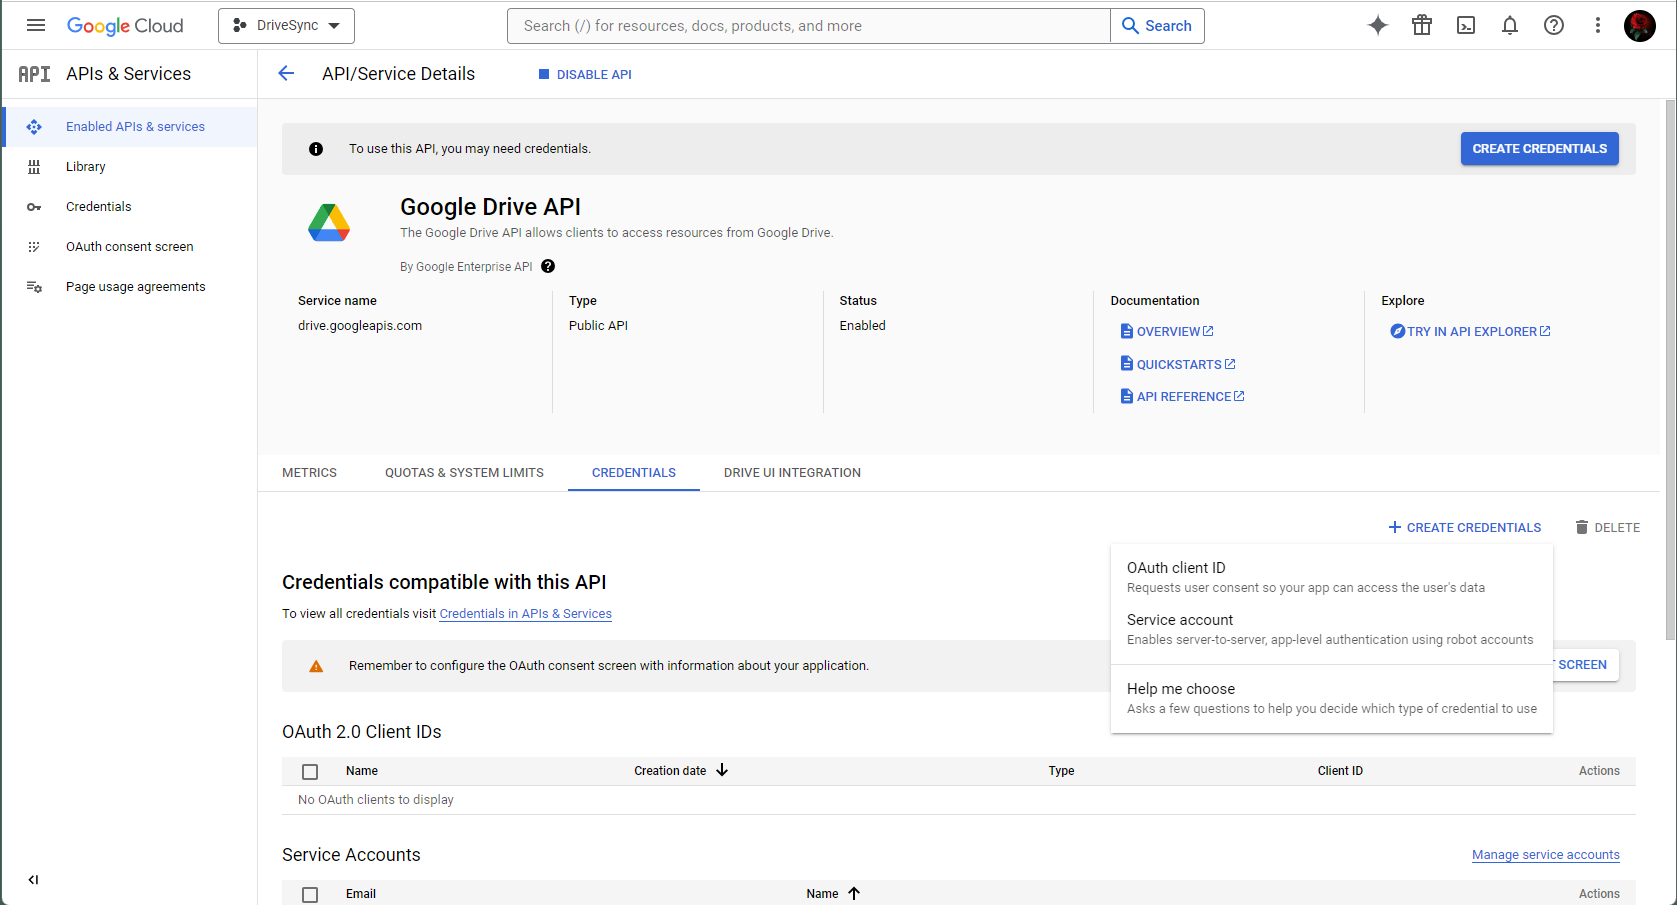 Google Cloud
DriveSync
Search (/) for resources, docs, products, and more
Search
API APIs & Services
API/Service Details
DISABLE API
Enabled APIs & services
Library
Credentials
OAuth consent screen
Page usage agreements
To use this API, you may need credentials.
CREATE CREDENTIALS
Google Drive API
The Google Drive API allows clients to access resources from Google Drive.
By Google Enterprise API
Service name
drive.googleapis.com
Type
Public API
Status
Enabled
Documentation
OVERVIEW
QUICKSTARTS
API REFERENCE
Explore
TRY IN API EXPLORER
METRICS
QUOTAS & SYSTEM LIMITS
CREDENTIALS
DRIVE UI INTEGRATION
CREATE CREDENTIALS
DELETE
OAuth client ID
Requests user consent so your app can access the user's data
Service account
Enables server-to-server, app-level authentication using robot accounts
Help me choose
Asks a few questions to help you decide which type of credential to use
Credentials compatible with this API
To view all credentials visit Credentials in APIs & Services
Remember to configure the OAuth consent screen with information about your application.
SCREEN
OAuth 2.0 Client IDs
Name
Creation date
Type
Client ID
Actions
No OAuth clients to display
Service Accounts
Manage service accounts
Email
Name
Actions